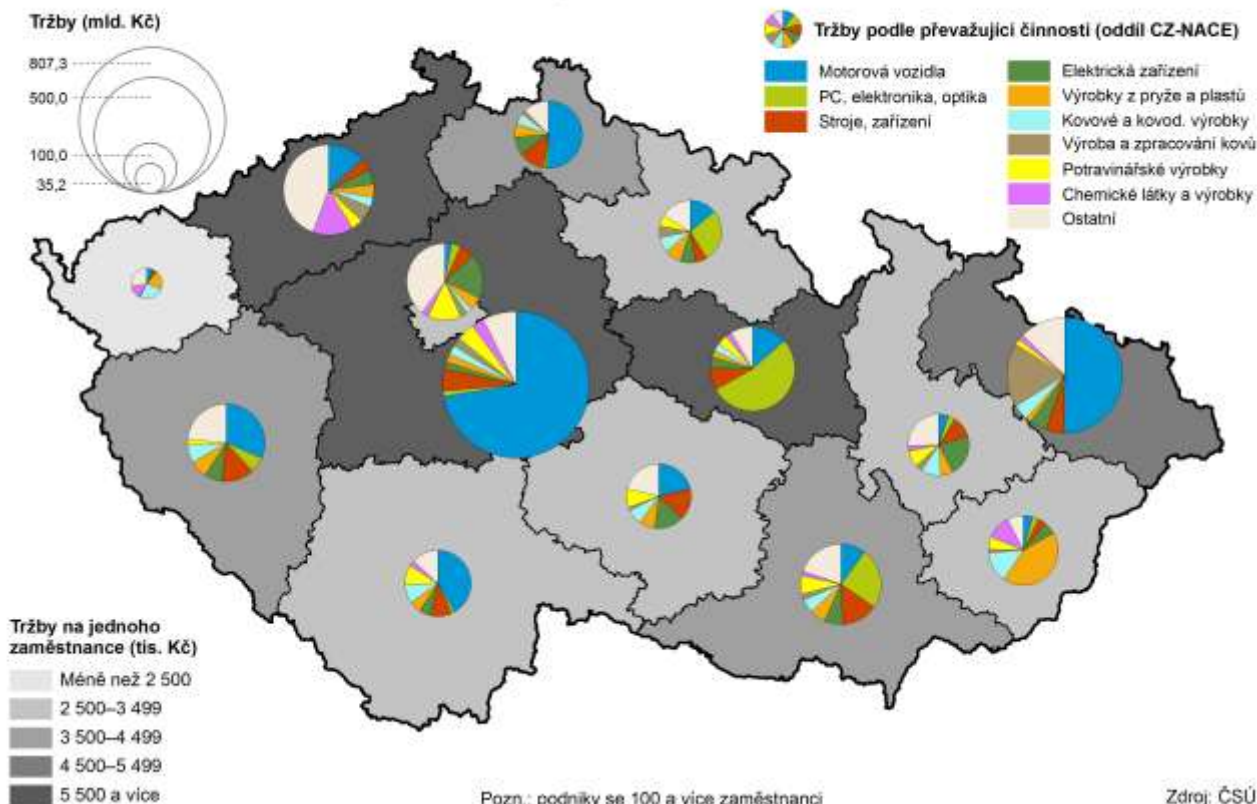 Tržby (mld. Kč)
807,3
500,0
100,0
35,2
Tržby podle převažující činnosti (oddíl CZ-NACE)
Motorová vozidla
PC, elektronika, optika
Stroje, zařízení
Elektrická zařízení
Výrobky z pryže a plastů
Kovové a kovod. výrobky
Výroba a zpracování kovů
Potravinářské výrobky
Chemické látky a výrobky
Ostatní
Tržby na jednoho
zaměstnance (tis. Kč)
Méně než 2 500
2 500–3 499
3 500–4 499
4 500–5 499
5 500 a více
Pozn.: podniky se 100 a více zaměstnanci
Zdroj: ČSÚ